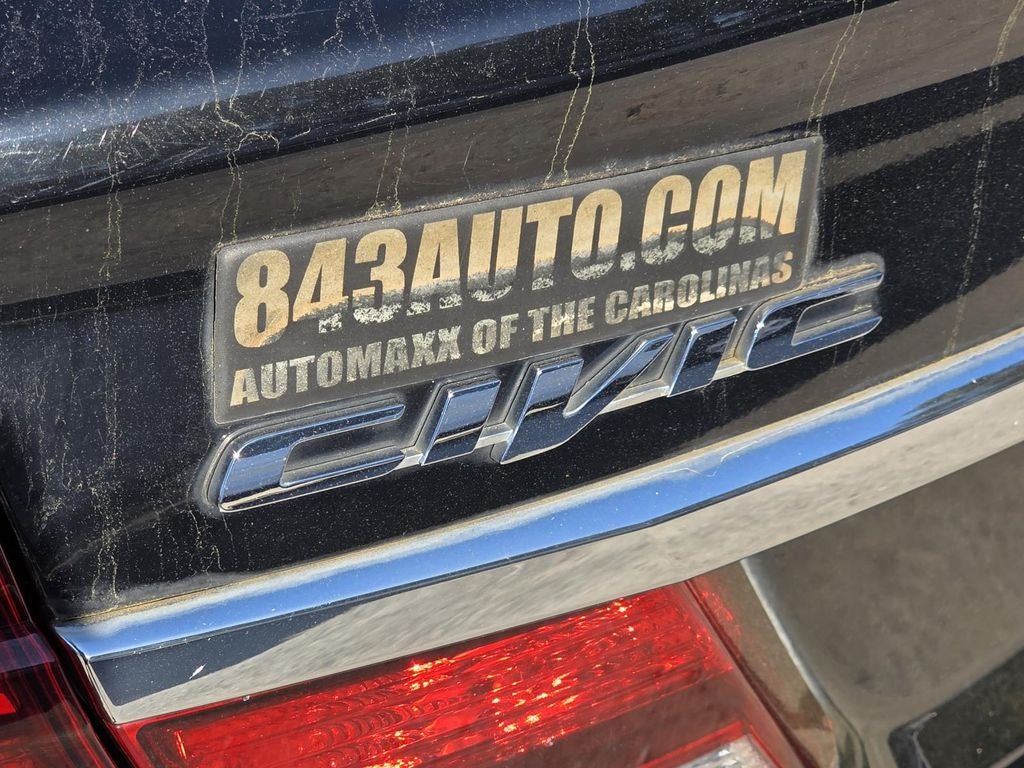 843AUTO.COM
AUTOMAXX OF THE CAROLINAS
CIVIC